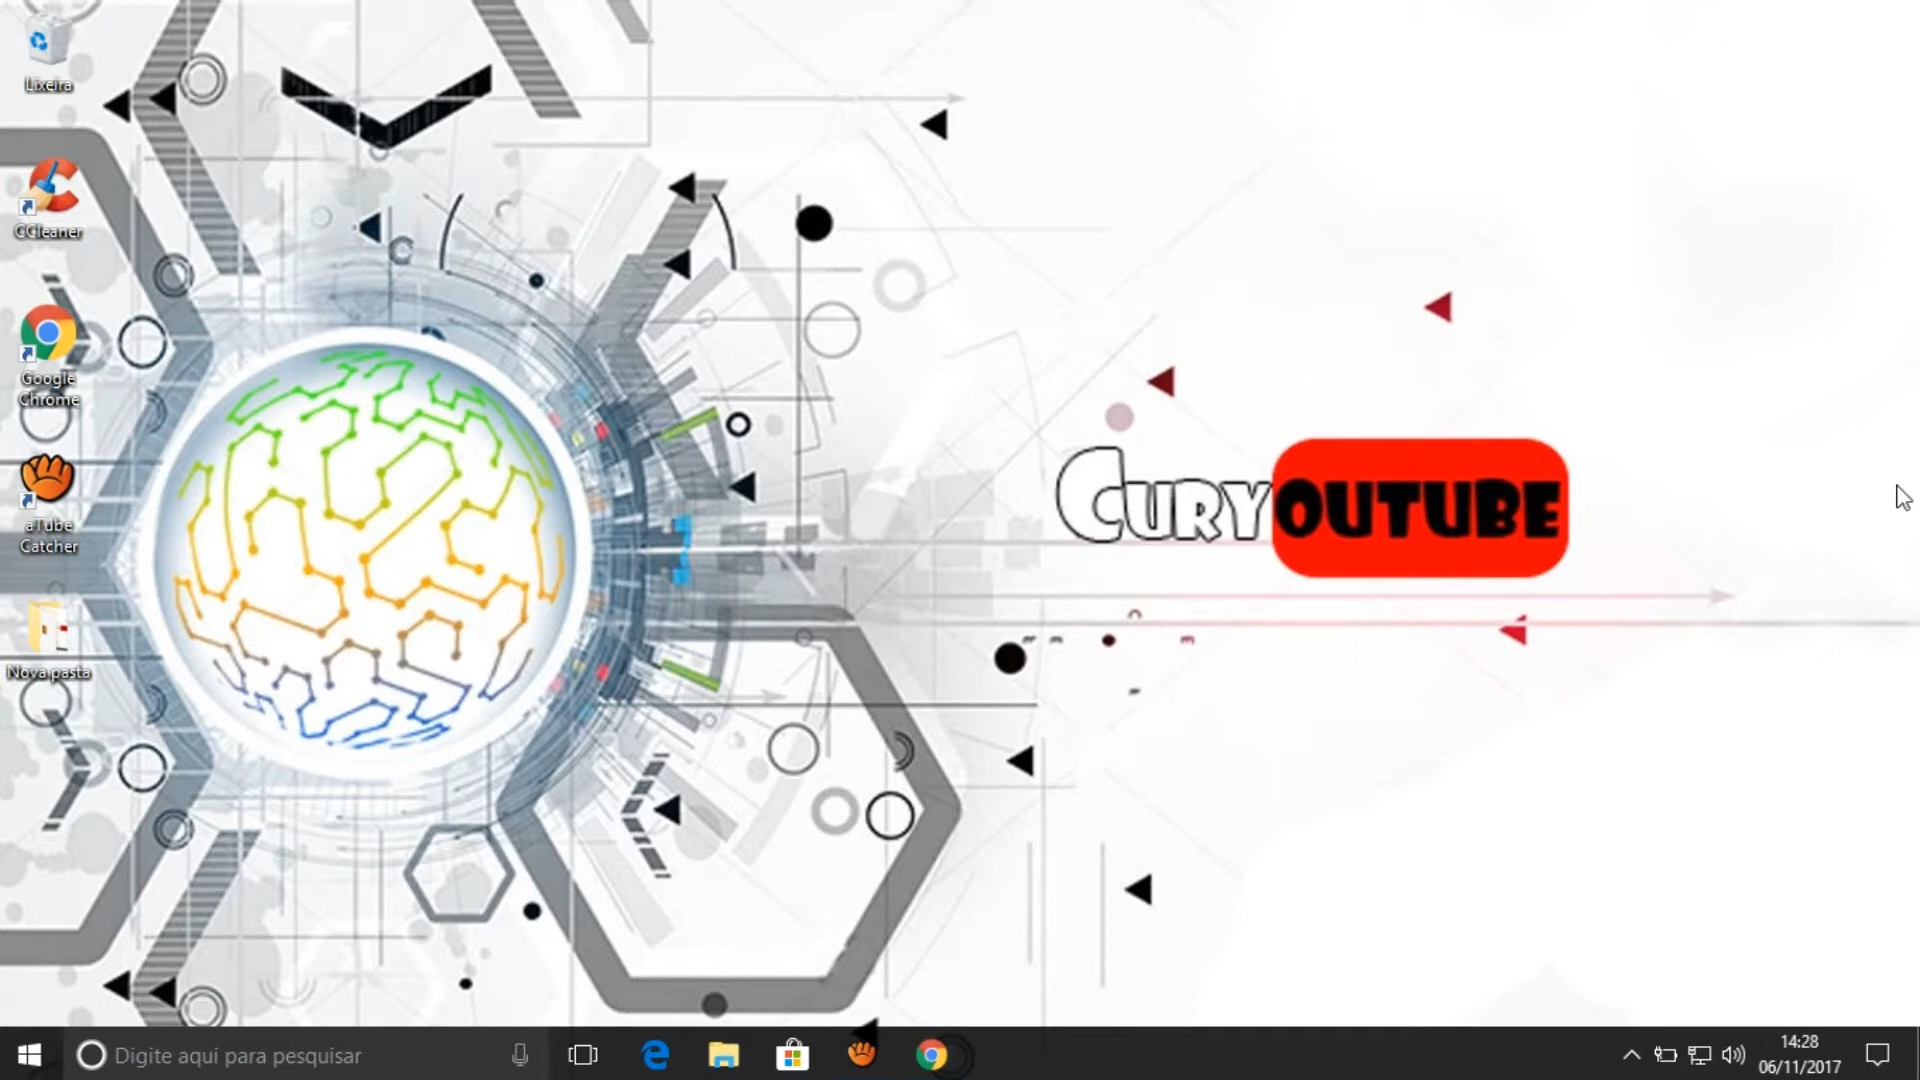 Lixeira
CCleaner
Google
Chrome
aTube
Catcher
Nova pasta
CURYOUTUBE
Digite aqui para pesquisar
14:28
06/11/2017